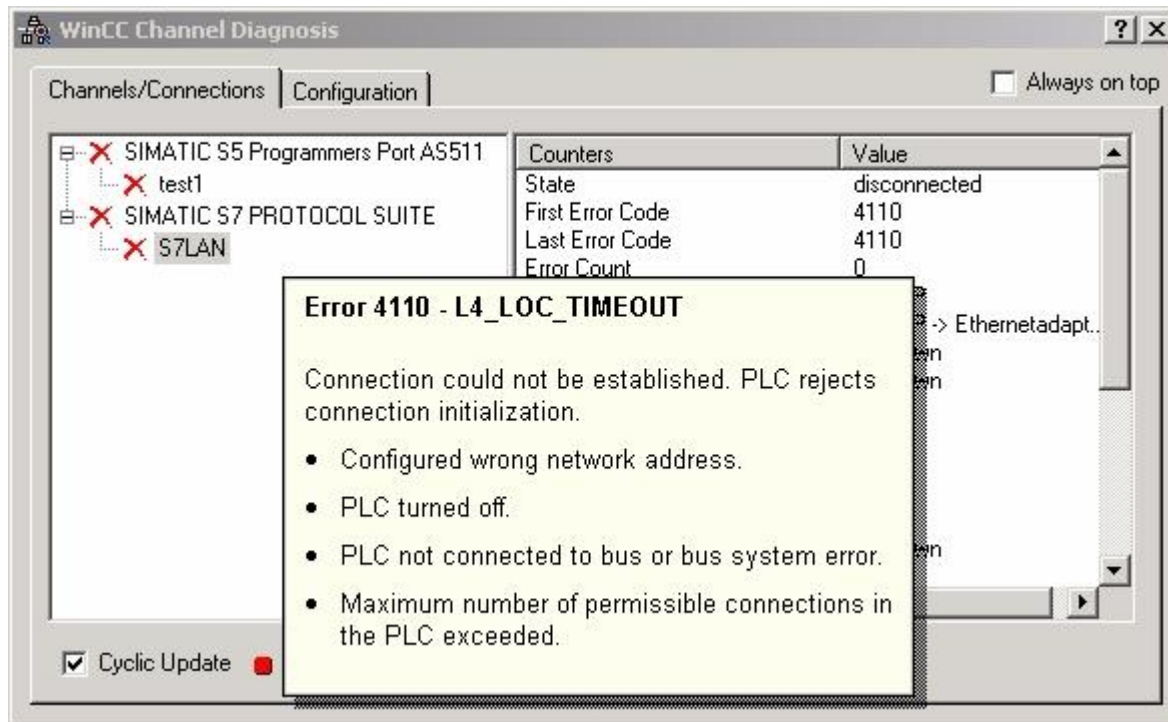 WinCC Channel Diagnosis
Channels/Connections
Configuration
Always on top
SIMATIC S5 Programmers Port AS511
test1
SIMATIC S7 PROTOCOL SUITE
S7LAN
Counters Value
State disconnected
First Error Code 4110
Last Error Code 4110
Error Count 0
-> Ethernetadapt..
Error 4110 - L4_LOC_TIMEOUT
Connection could not be established. PLC rejects
connection initialization.
• Configured wrong network address.
• PLC turned off.
• PLC not connected to bus or bus system error.
• Maximum number of permissible connections in
the PLC exceeded.
Cyclic Update